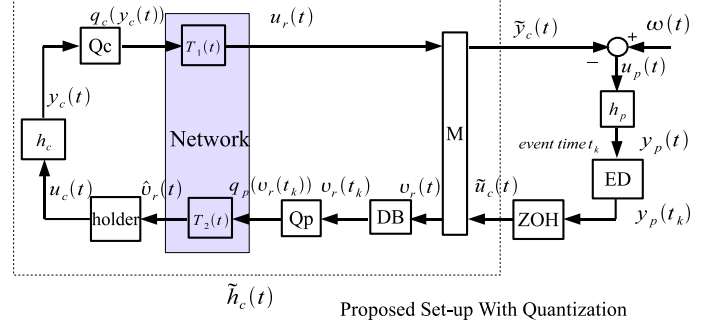 q_c(y_c(t))
u_r(t)
ỹ_c(t)
+
ω(t)
Qc
T_1(t)
−
u_p(t)
y_c(t)
h_p
h_c
Network
M
event time t_k
y_p(t)
u_c(t)
υ̂_r(t)
q_p(υ_r(t_k))
υ_r(t_k)
υ_r(t)
ũ_c(t)
ED
holder
T_2(t)
Qp
DB
ZOH
y_p(t_k)
h̃_c(t)
Proposed Set-up With Quantization